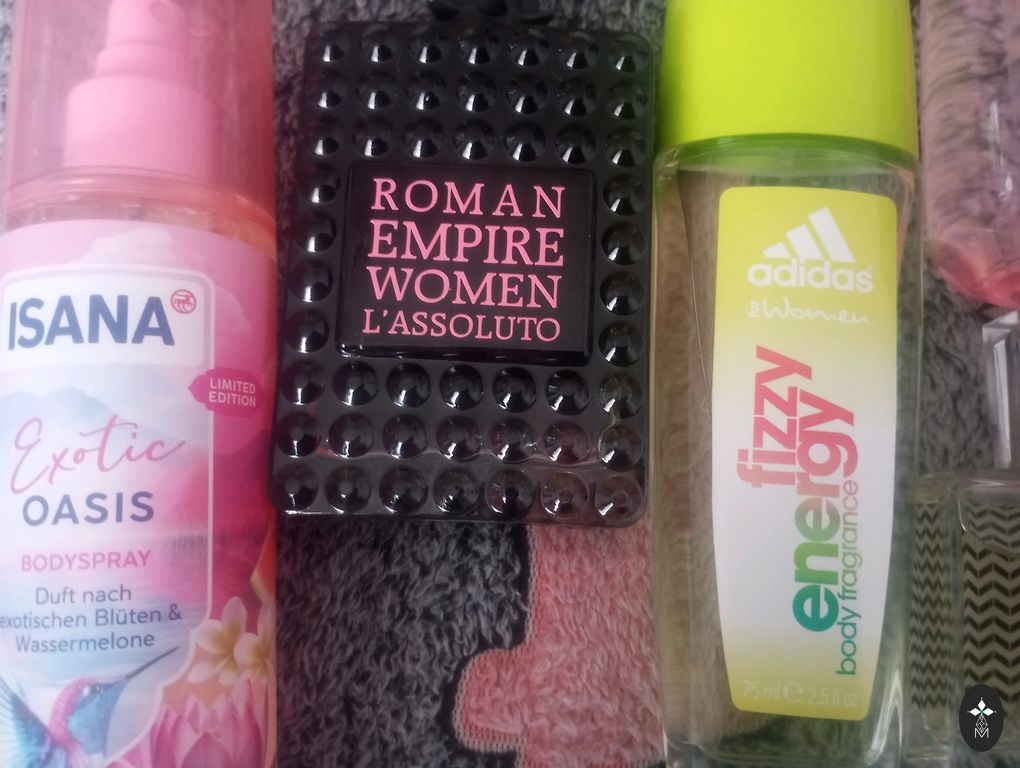 ISANA
LIMITED
EDITION
Exotic
OASIS
BODYSPRAY
Duft nach
exotischen Blüten &
Wassermelone
ROMAN
EMPIRE
WOMEN
L'ASSOLUTO
adidas
for Women
fizzy
energy
body fragrance
75 ml e 2.5 fl oz
M